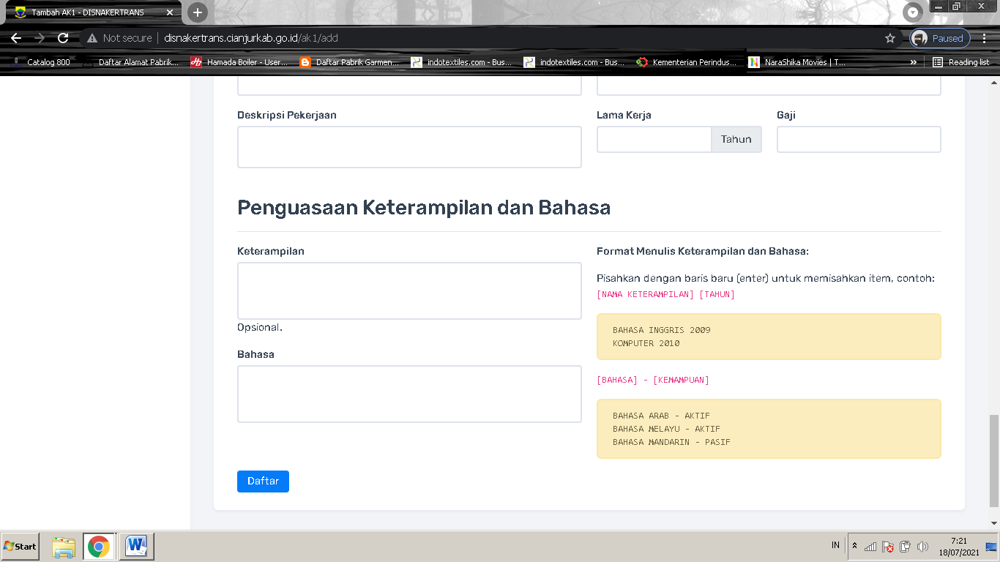 Tambah AK1 - DISNAKERTRANS
Not secure
disnakertrans.cianjurkab.go.id/ak1/add
Paused
Catalog 800
Daftar Alamat Pabrik...
Hamada Boiler - User...
Daftar Pabrik Garmen...
indotextiles.com - Bus...
indotextiles.com - Bus...
Kementerian Perindus...
NaraShika Movies | T...
»
Reading list
Deskripsi Pekerjaan
Lama Kerja
Gaji
Tahun
Penguasaan Keterampilan dan Bahasa
Keterampilan
Opsional.
Bahasa
Format Menulis Keterampilan dan Bahasa:
Pisahkan dengan baris baru (enter) untuk memisahkan item, contoh:
[NAMA KETERAMPILAN] [TAHUN]
BAHASA INGGRIS 2009
KOMPUTER 2010
[BAHASA] - [KEMAMPUAN]
BAHASA ARAB - AKTIF
BAHASA MELAYU - AKTIF
BAHASA MANDARIN - PASIF
Daftar
Start
IN
7:21
18/07/2021